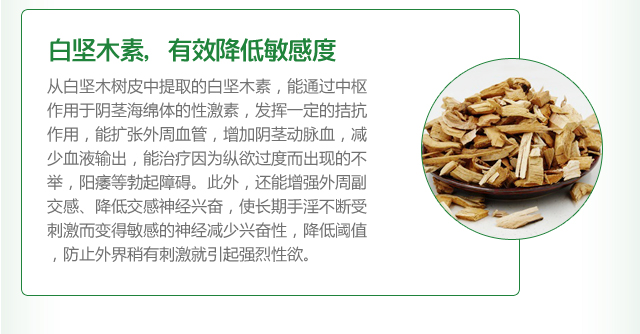 白坚木素，有效降低敏感度
从白坚木树皮中提取的白坚木素，能通过中枢
作用于阴茎海绵体的性激素，发挥一定的拮抗
作用，能扩张外周血管，增加阴茎动脉血，减
少血液输出，能治疗因为纵欲过度而出现的不
举，阳痿等勃起障碍。此外，还能增强外周副
交感、降低交感神经兴奋，使长期手淫不断受
刺激而变得敏感的神经减少兴奋性，降低阈值
，防止外界稍有刺激就引起强烈性欲。